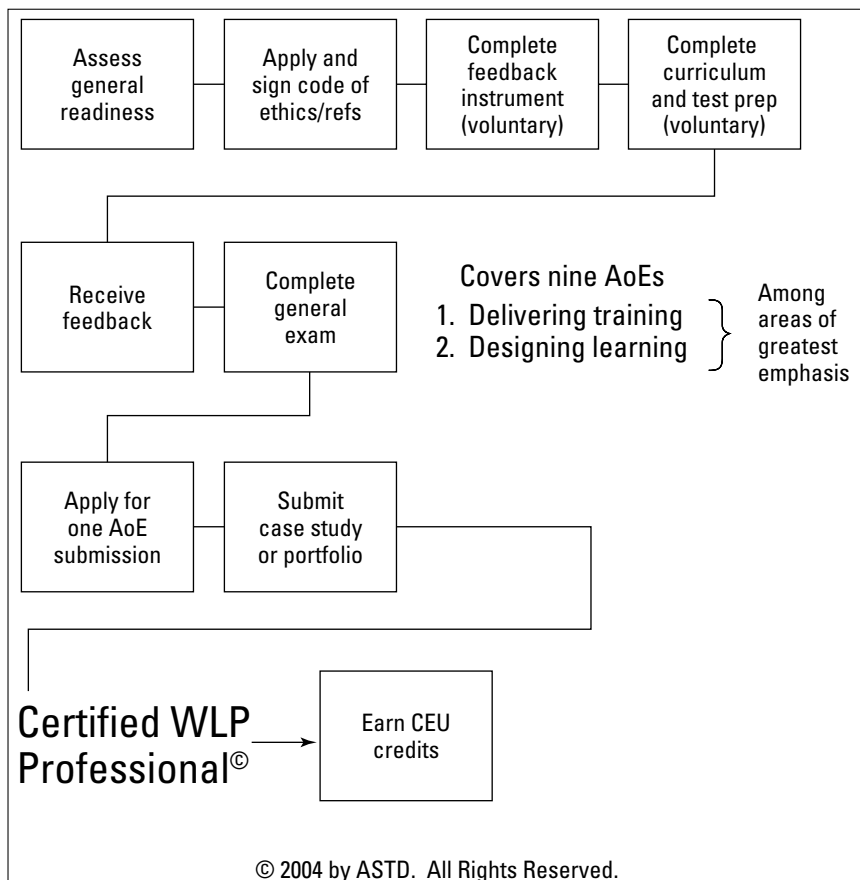 Assess
general
readiness
Apply and
sign code of
ethics/refs
Complete
feedback
instrument
(voluntary)
Complete
curriculum
and test prep
(voluntary)
Receive
feedback
Complete
general
exam
Covers nine AoEs
1. Delivering training
2. Designing learning
Among
areas of
greatest
emphasis
Apply for
one AoE
submission
Submit
case study
or portfolio
Certified WLP
Professional©
Earn CEU
credits
© 2004 by ASTD. All Rights Reserved.